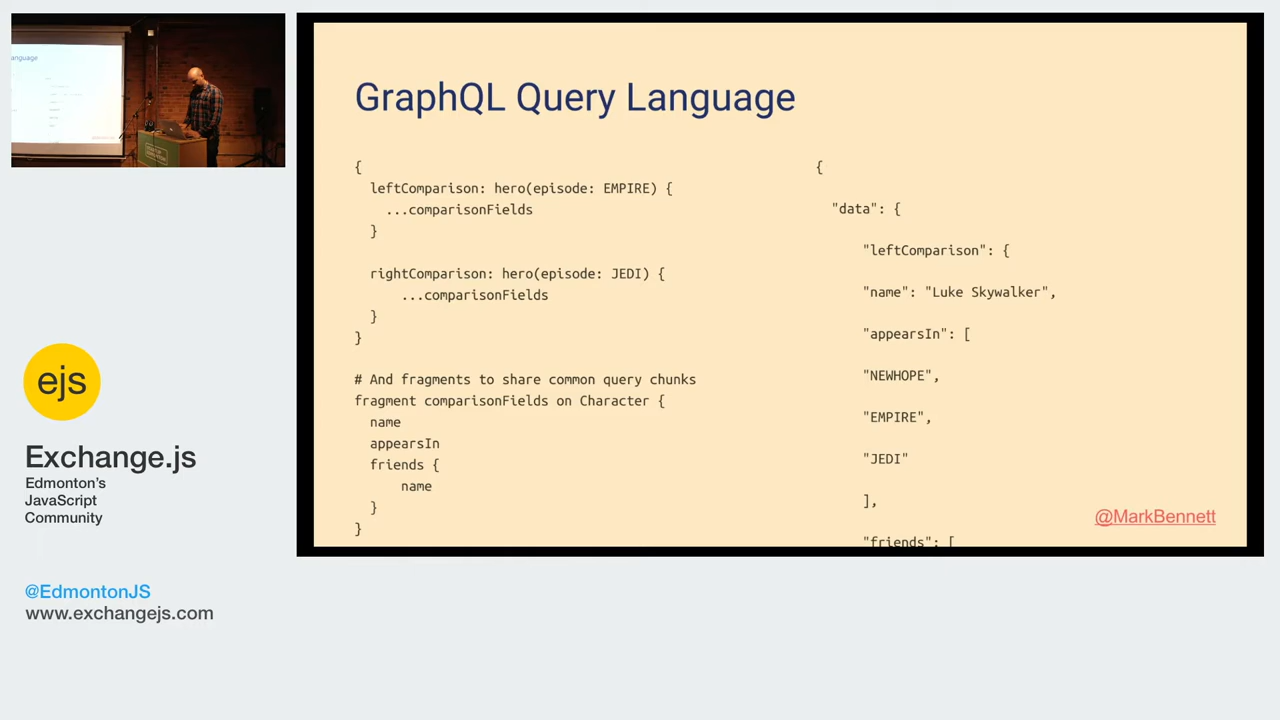 anguage
GraphQL Query Language
{
leftComparison: hero(episode: EMPIRE) {
...comparisonFields
}
rightComparison: hero(episode: JEDI) {
...comparisonFields
}
}
# And fragments to share common query chunks
fragment comparisonFields on Character {
name
appearsIn
friends {
name
}
}
{
"data": {
"leftComparison": {
"name": "Luke Skywalker",
"appearsIn": [
"NEWHOPE",
"EMPIRE",
"JEDI"
],
"friends": [
@MarkBennett
ejs
Exchange.js
Edmonton's
JavaScript
Community
@EdmontonJS
www.exchangejs.com